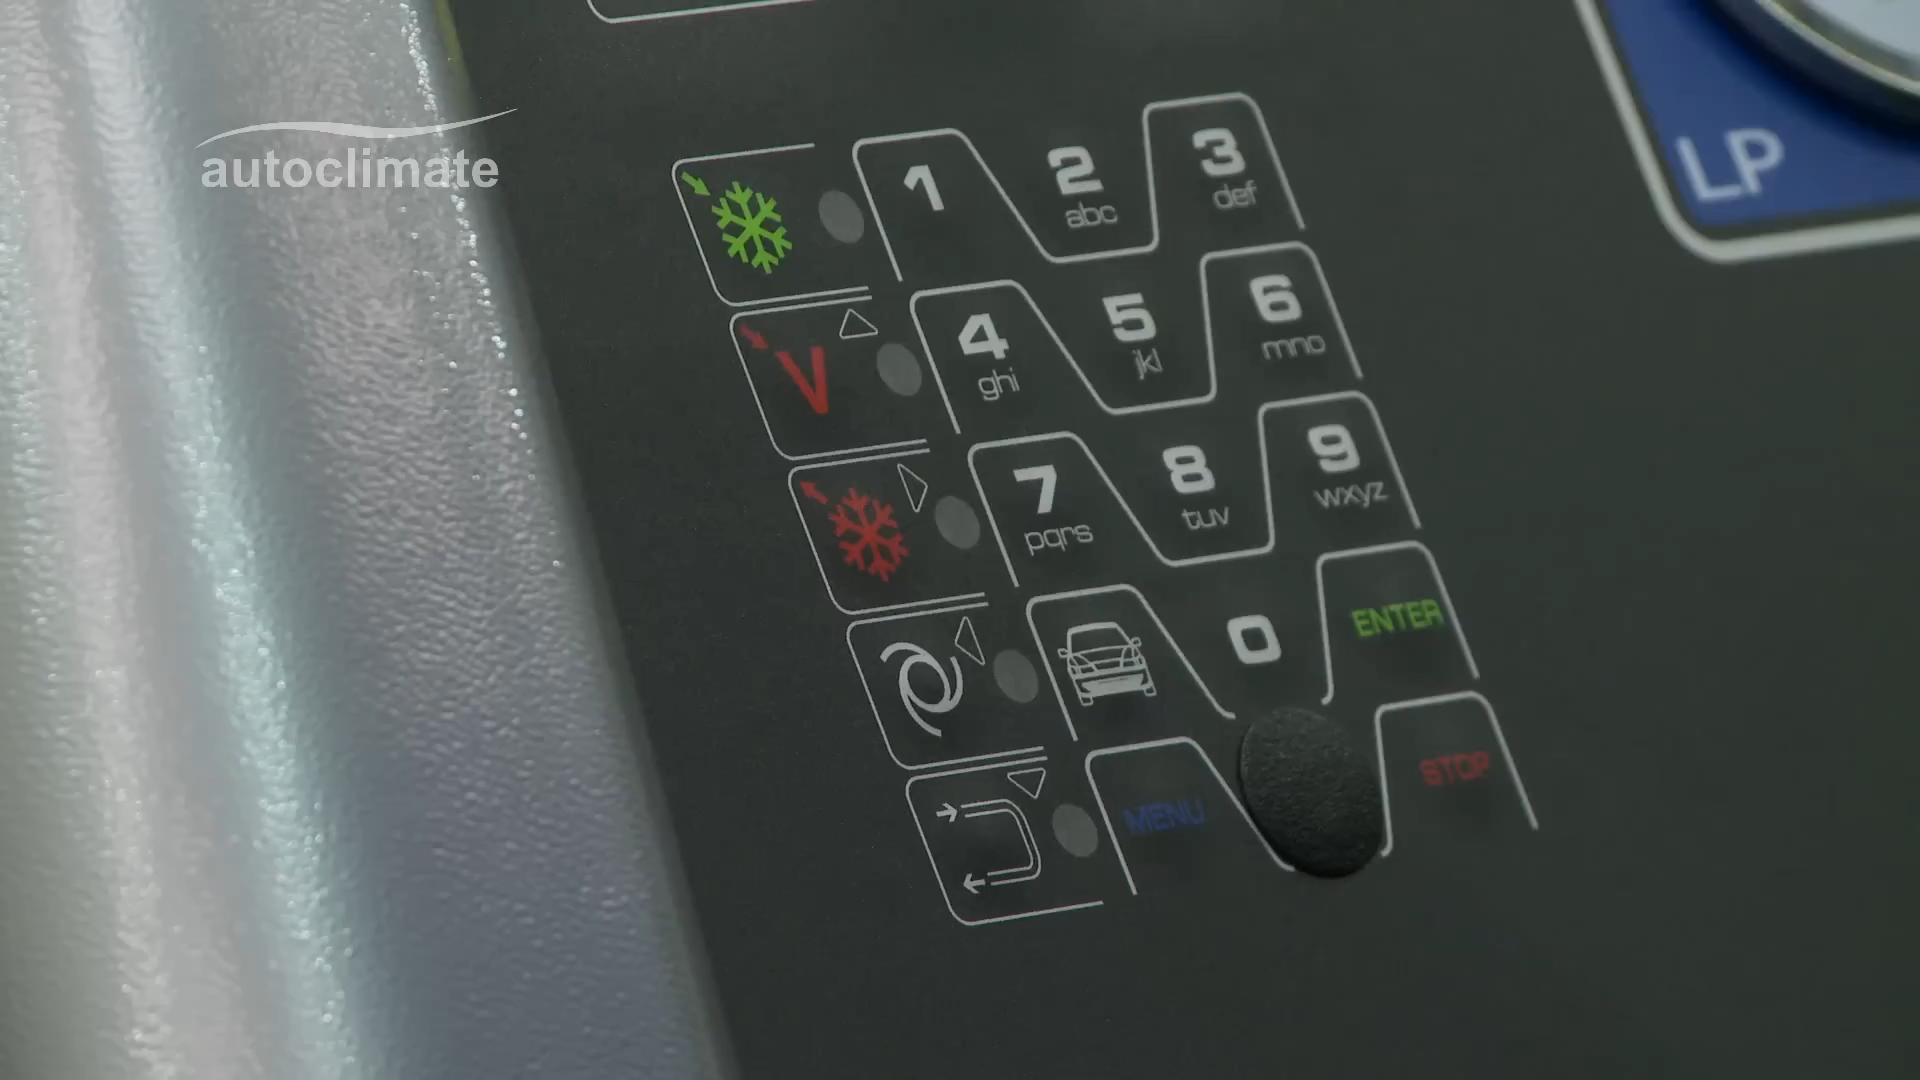 autoclimate
LP
1
2
abc
3
def
V
4
ghi
5
jkl
6
mno
7
pqrs
8
tuv
9
wxyz
0
ENTER
MENU
STOP